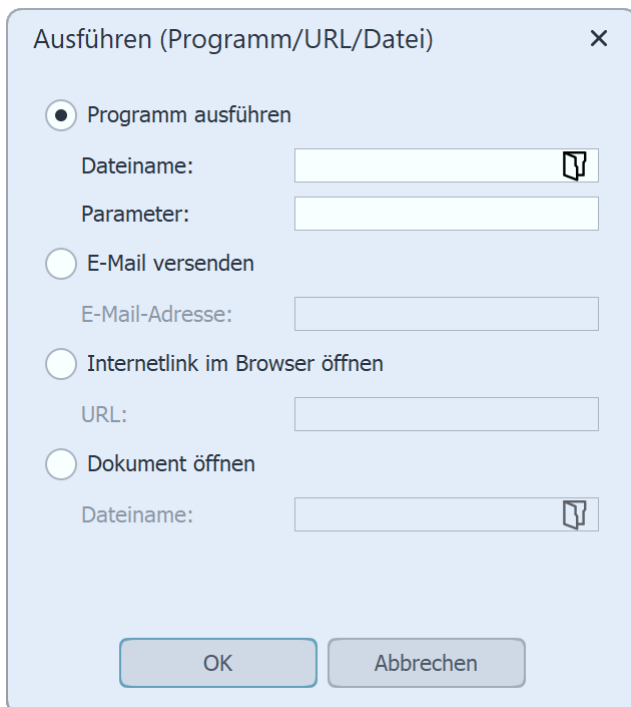 Ausführen (Programm/URL/Datei)
Programm ausführen
Dateiname:
Parameter:
E-Mail versenden
E-Mail-Adresse:
Internetlink im Browser öffnen
URL:
Dokument öffnen
Dateiname:
OK Abbrechen